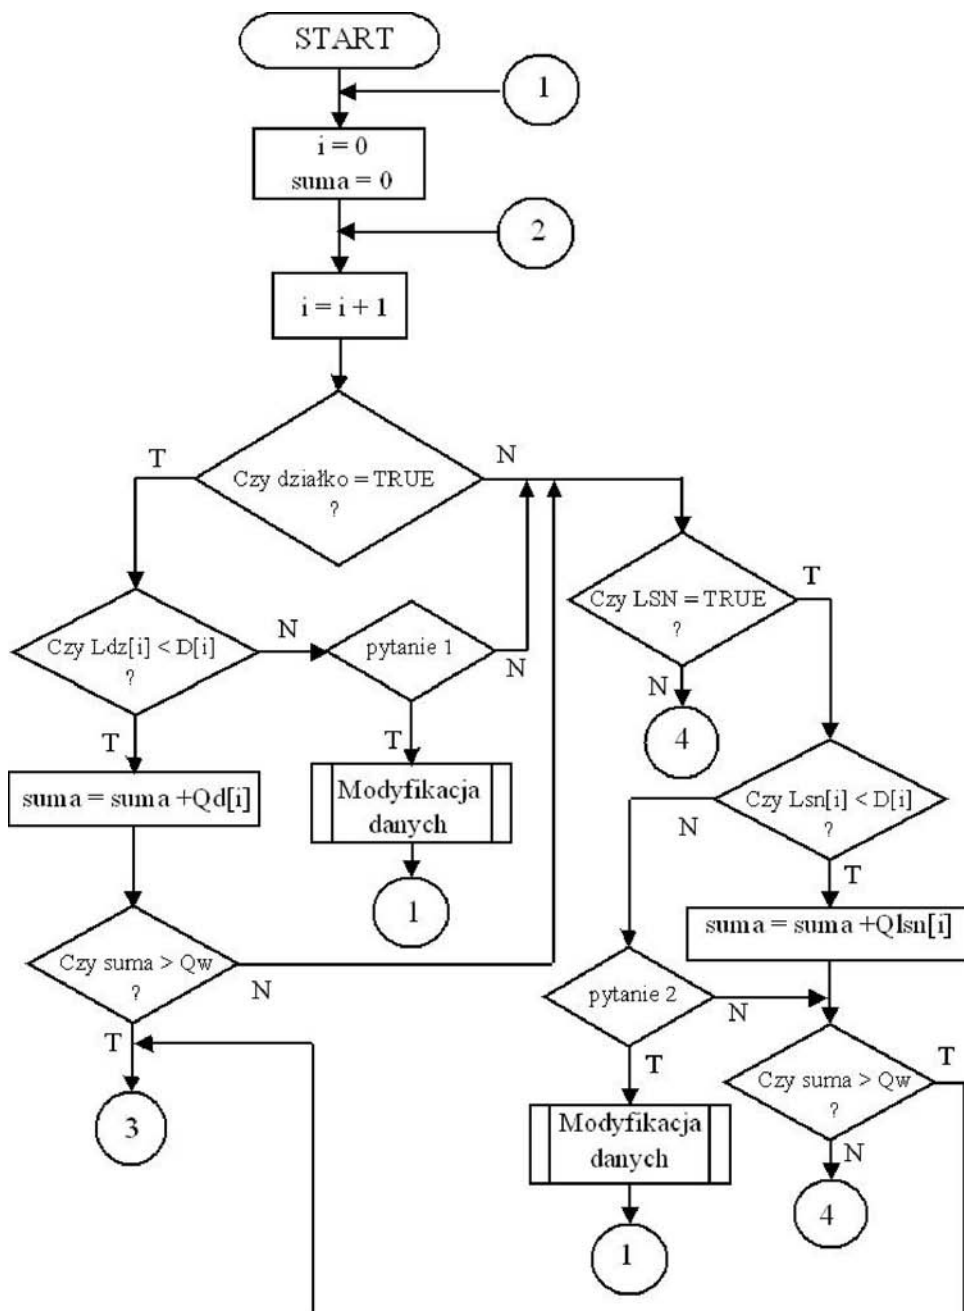 START
1
i = 0
suma = 0
2
i = i + 1
T
Czy działko = TRUE
?
N
Czy LSN = TRUE
?
T
N
4
Czy Ldz[i] < D[i]
?
N
T
pytanie 1
N
T
suma = suma +Qd[i]
Modyfikacja
danych
1
Czy Lsn[i] < D[i]
?
N
T
suma = suma +Qlsn[i]
Czy suma > Qw
?
N
T
3
pytanie 2
N
T
Czy suma > Qw
?
T
N
4
Modyfikacja
danych
1